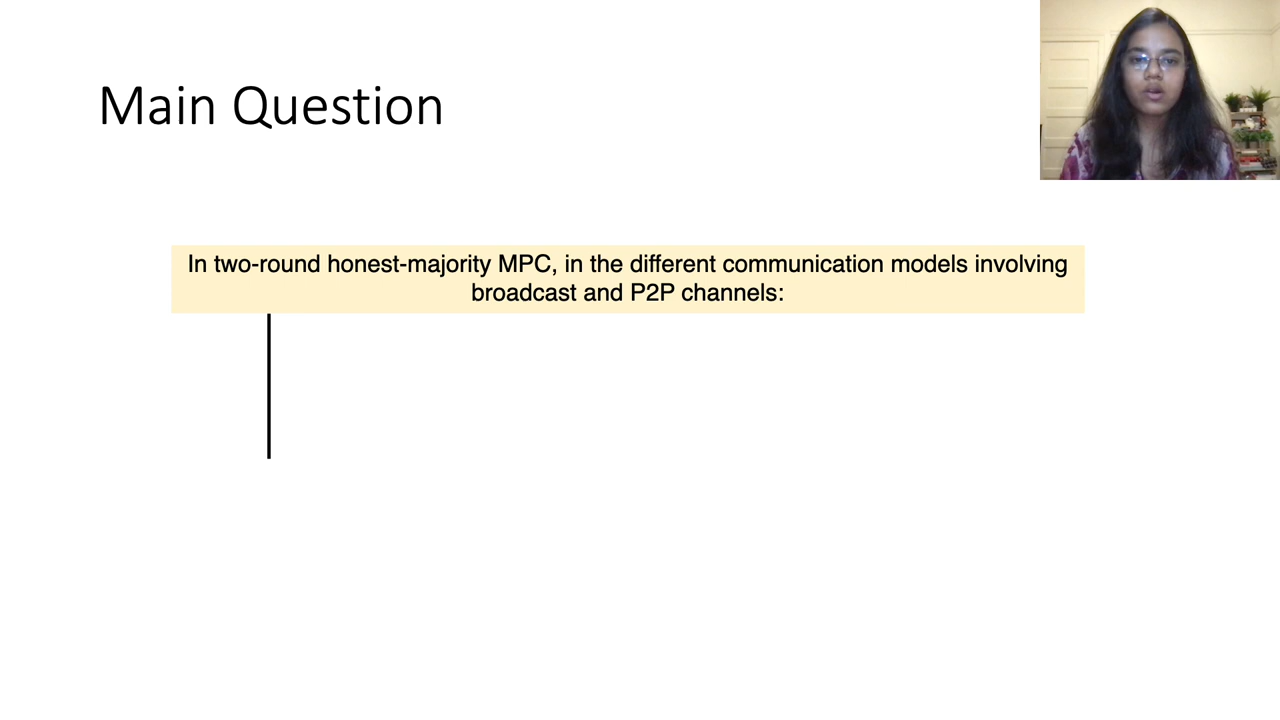 Main Question
In two-round honest-majority MPC, in the different communication models involving
broadcast and P2P channels: